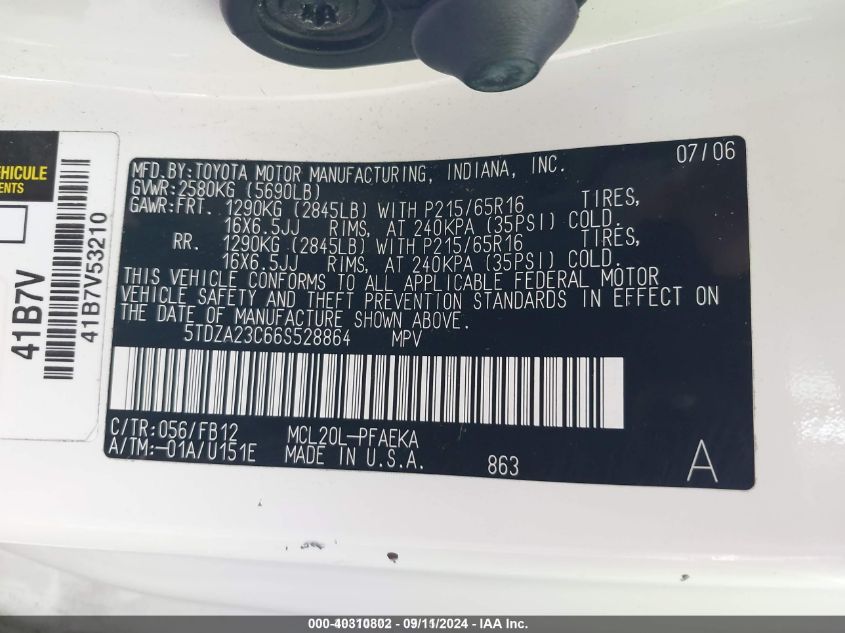 VEHICULE
ENTS
41B7V
41B7V53210
MFD.BY:TOYOTA MOTOR MANUFACTURING, INDIANA, INC. 07/06
GVWR:2580KG (5690LB)
GAWR:FRT. 1290KG (2845LB) WITH P215/65R16 TIRES,
16X6.5JJ RIMS, AT 240KPA (35PSI) COLD.
RR. 1290KG (2845LB) WITH P215/65R16 TIRES,
16X6.5JJ RIMS, AT 240KPA (35PSI) COLD.
THIS VEHICLE CONFORMS TO ALL APPLICABLE FEDERAL MOTOR
VEHICLE SAFETY AND THEFT PREVENTION STANDARDS IN EFFECT ON
THE DATE OF MANUFACTURE SHOWN ABOVE.
5TDZA23C66S528864 MPV
C/TR:056/FB12 MCL20L-PFAEKA
A/TM:-01A/U151E MADE IN U.S.A. 863 A
000-40310802 - 09/11/2024 - IAA Inc.